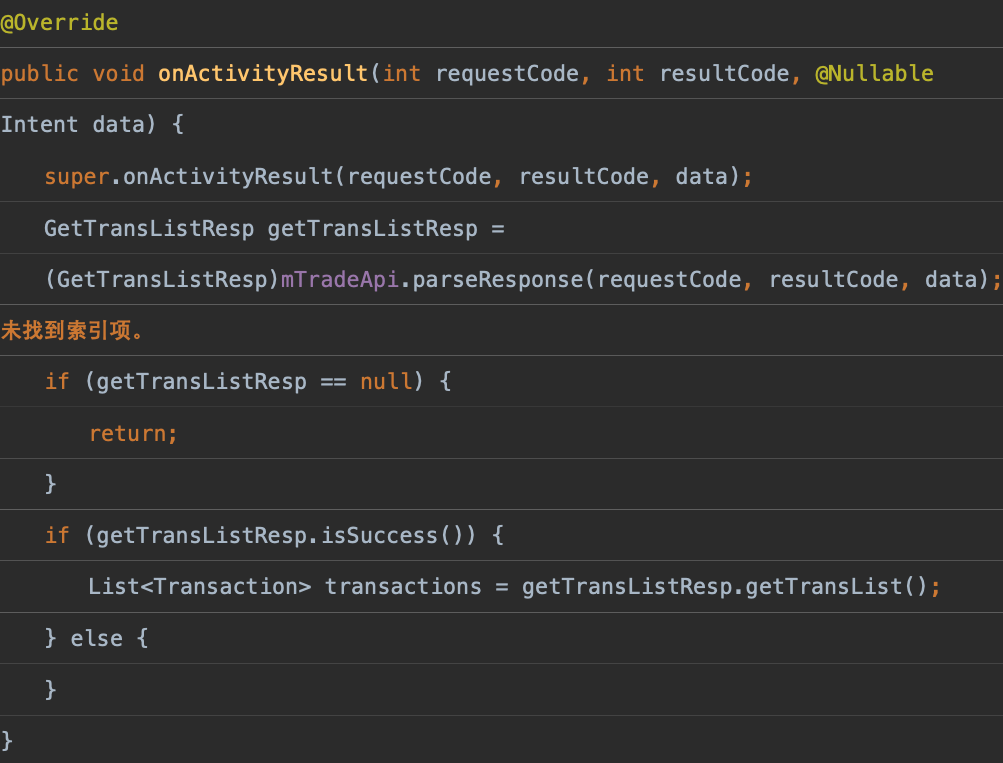 @Override
public void onActivityResult(int requestCode, int resultCode, @Nullable
Intent data) {
super.onActivityResult(requestCode, resultCode, data);
GetTransListResp getTransListResp =
(GetTransListResp)mTradeApi.parseResponse(requestCode, resultCode, data);
未找到索引项。
if (getTransListResp == null) {
return;
}
if (getTransListResp.isSuccess()) {
List<Transaction> transactions = getTransListResp.getTransList();
} else {
}
}